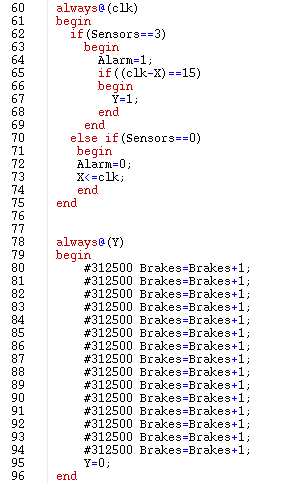 60 always@(clk)
61 begin
62 if(Sensors==3)
63 begin
64 Alarm=1;
65 if((clk-X)==15)
66 begin
67 Y=1;
68 end
69 end
70 else if(Sensors==0)
71 begin
72 Alarm=0;
73 X<=clk;
74 end
75 end
76
77
78 always@(Y)
79 begin
80 #312500 Brakes=Brakes+1;
81 #312500 Brakes=Brakes+1;
82 #312500 Brakes=Brakes+1;
83 #312500 Brakes=Brakes+1;
84 #312500 Brakes=Brakes+1;
85 #312500 Brakes=Brakes+1;
86 #312500 Brakes=Brakes+1;
87 #312500 Brakes=Brakes+1;
88 #312500 Brakes=Brakes+1;
89 #312500 Brakes=Brakes+1;
90 #312500 Brakes=Brakes+1;
91 #312500 Brakes=Brakes+1;
92 #312500 Brakes=Brakes+1;
93 #312500 Brakes=Brakes+1;
94 #312500 Brakes=Brakes+1;
95 Y=0;
96 end